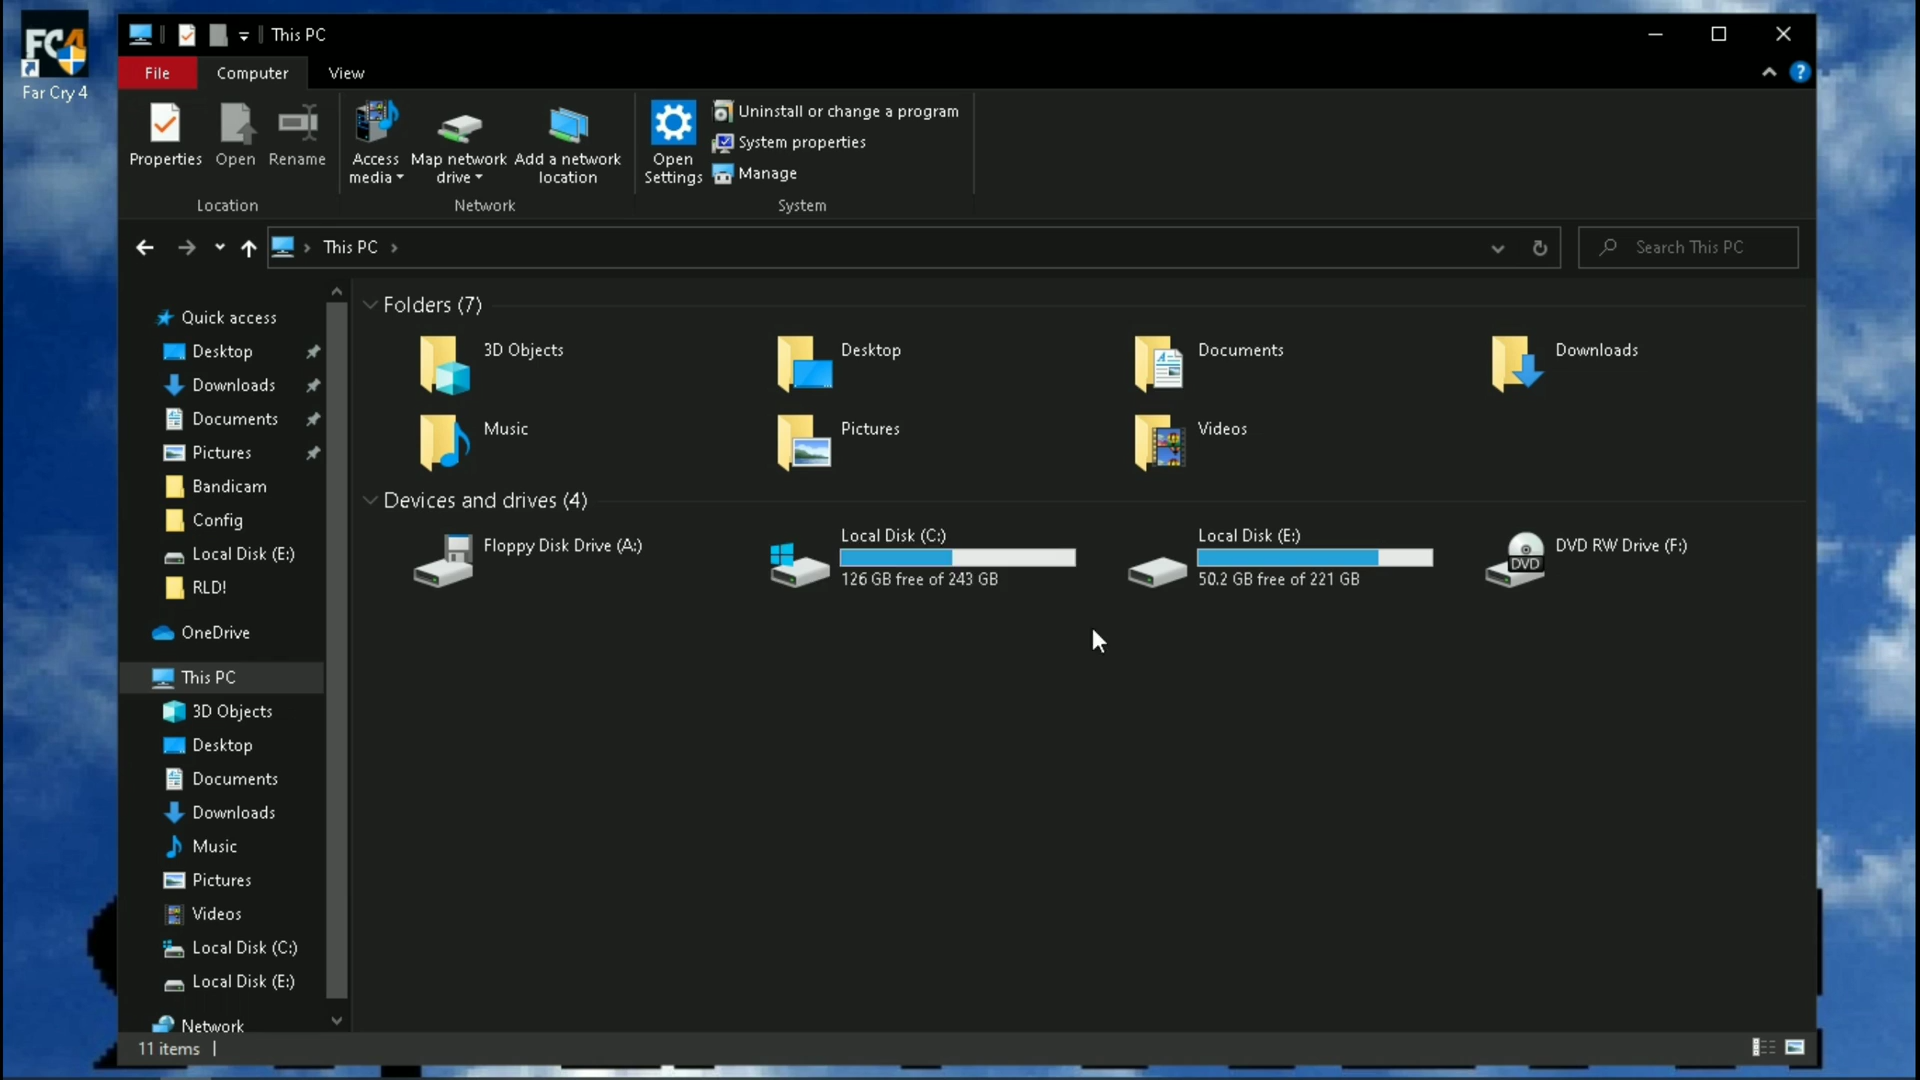 FC4
Far Cry 4
This PC
File
Computer
View
?
Properties
Open
Rename
Location
Access media
Map network drive
Add a network location
Network
Open Settings
Uninstall or change a program
System properties
Manage
System
This PC
Search This PC
Quick access
Desktop
Downloads
Documents
Pictures
Bandicam
Config
Local Disk (E:)
RLD!
OneDrive
This PC
3D Objects
Desktop
Documents
Downloads
Music
Pictures
Videos
Local Disk (C:)
Local Disk (E:)
Network
Folders (7)
3D Objects
Desktop
Documents
Downloads
Music
Pictures
Videos
Devices and drives (4)
Floppy Disk Drive (A:)
Local Disk (C:)
126 GB free of 243 GB
Local Disk (E:)
50.2 GB free of 221 GB
DVD
DVD RW Drive (F:)
11 items